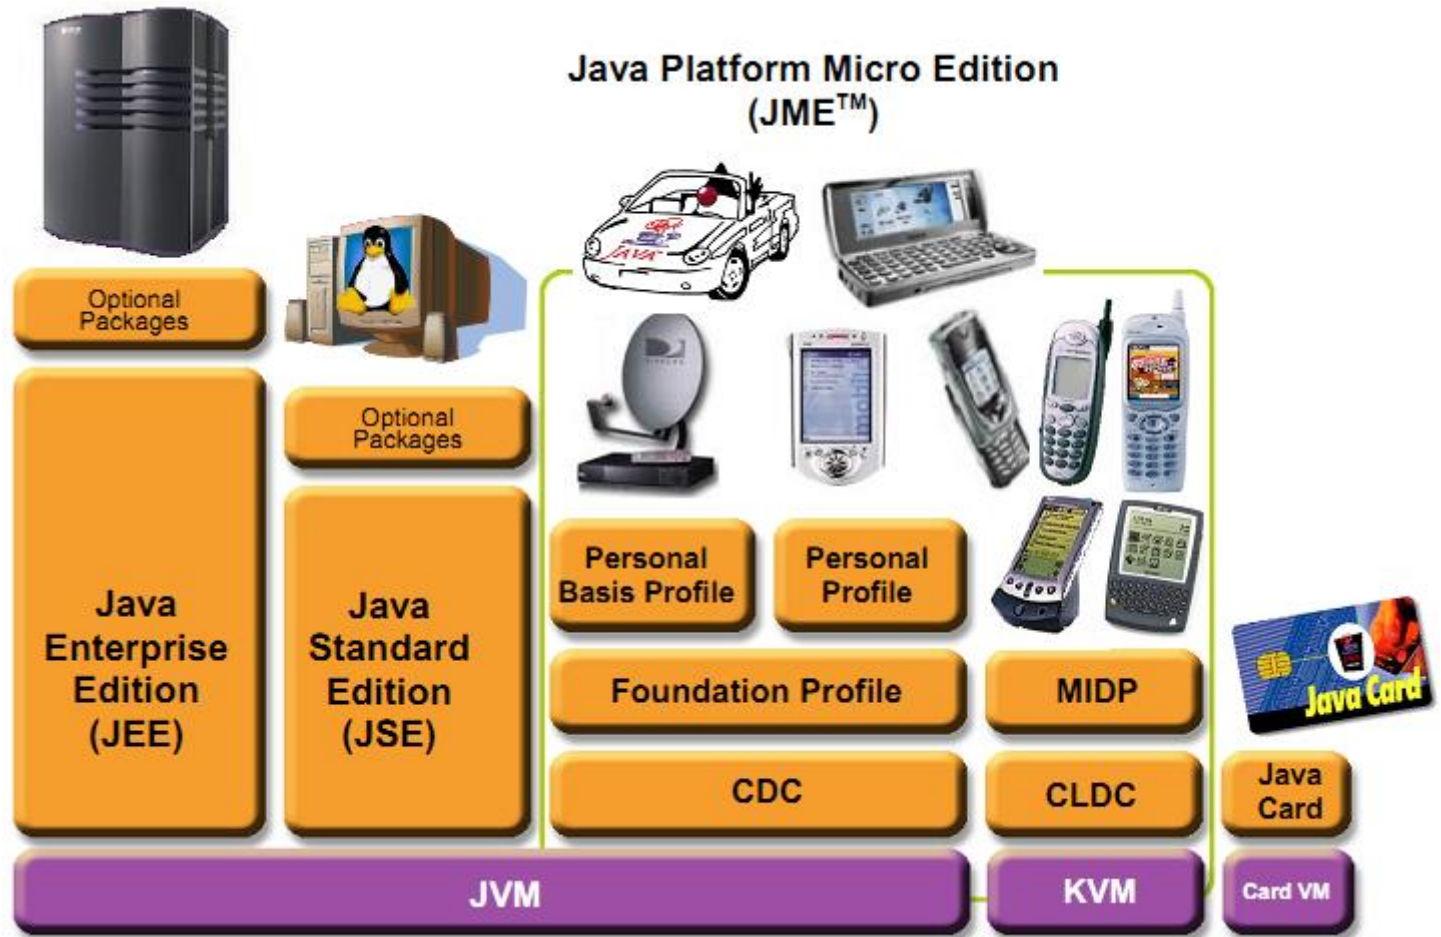 Java Platform Micro Edition
(JME™)
JAVA
Optional
Packages
Optional
Packages
Java
Enterprise
Edition
(JEE)
Java
Standard
Edition
(JSE)
Personal
Basis Profile
Personal
Profile
Foundation Profile
MIDP
Java Card
CDC
CLDC
Java
Card
JVM
KVM
Card VM